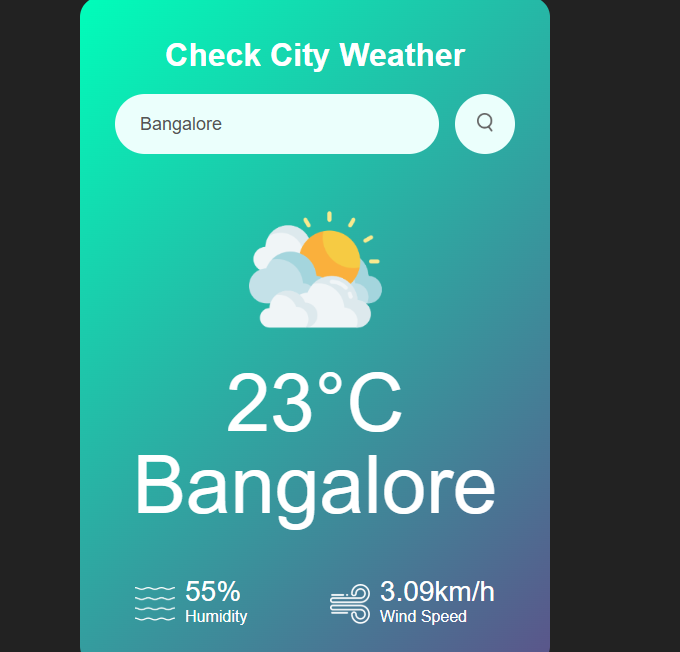 Check City Weather
Bangalore
23°C
Bangalore
55%
Humidity
3.09km/h
Wind Speed